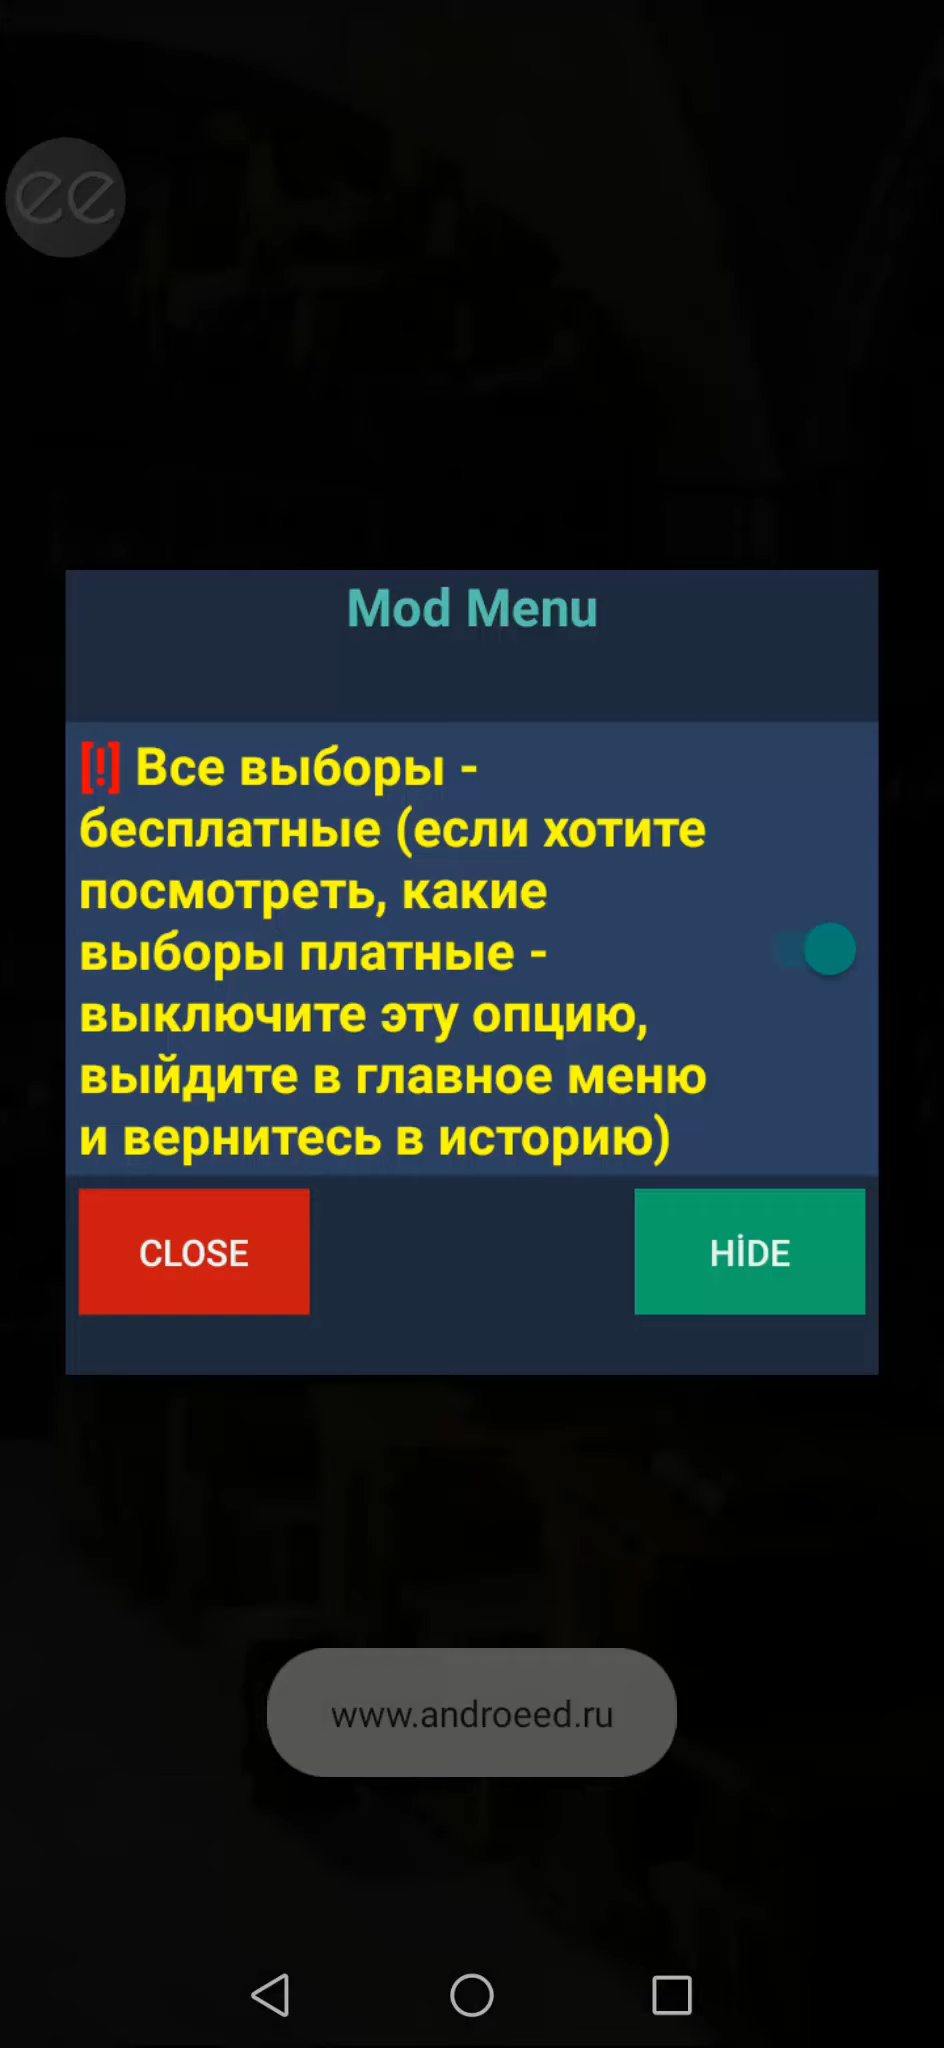 ee
Mod Menu
[!] Все выборы -
бесплатные (если хотите
посмотреть, какие
выборы платные -
выключите эту опцию,
выйдите в главное меню
и вернитесь в историю)
CLOSE
HİDE
www.androeed.ru